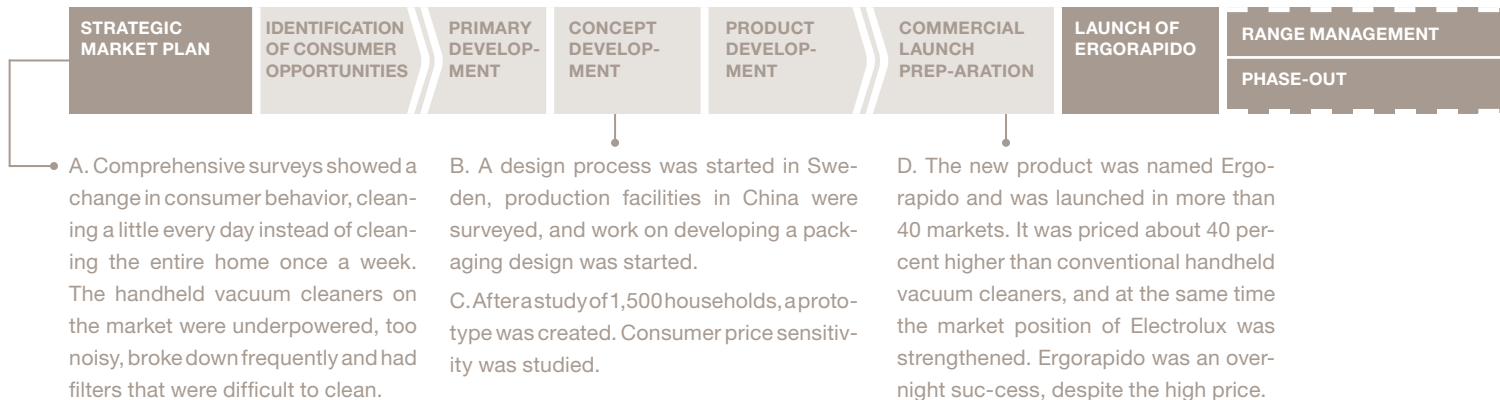 STRATEGIC
MARKET PLAN
IDENTIFICATION
OF CONSUMER
OPPORTUNITIES
PRIMARY
DEVELOP-
MENT
CONCEPT
DEVELOP-
MENT
PRODUCT
DEVELOP-
MENT
COMMERCIAL
LAUNCH
PREP-ARATION
LAUNCH OF
ERGORAPIDO
RANGE MANAGEMENT
PHASE-OUT
A. Comprehensive surveys showed a
change in consumer behavior, clean-
ing a little every day instead of clean-
ing the entire home once a week.
The handheld vacuum cleaners on
the market were underpowered, too
noisy, broke down frequently and had
filters that were difficult to clean.
B. A design process was started in Swe-
den, production facilities in China were
surveyed, and work on developing a pack-
aging design was started.
C. After a study of 1,500 households, a proto-
type was created. Consumer price sensitiv-
ity was studied.
D. The new product was named Ergo-
rapido and was launched in more than
40 markets. It was priced about 40 per-
cent higher than conventional handheld
vacuum cleaners, and at the same time
the market position of Electrolux was
strengthened. Ergorapido was an over-
night suc-cess, despite the high price.